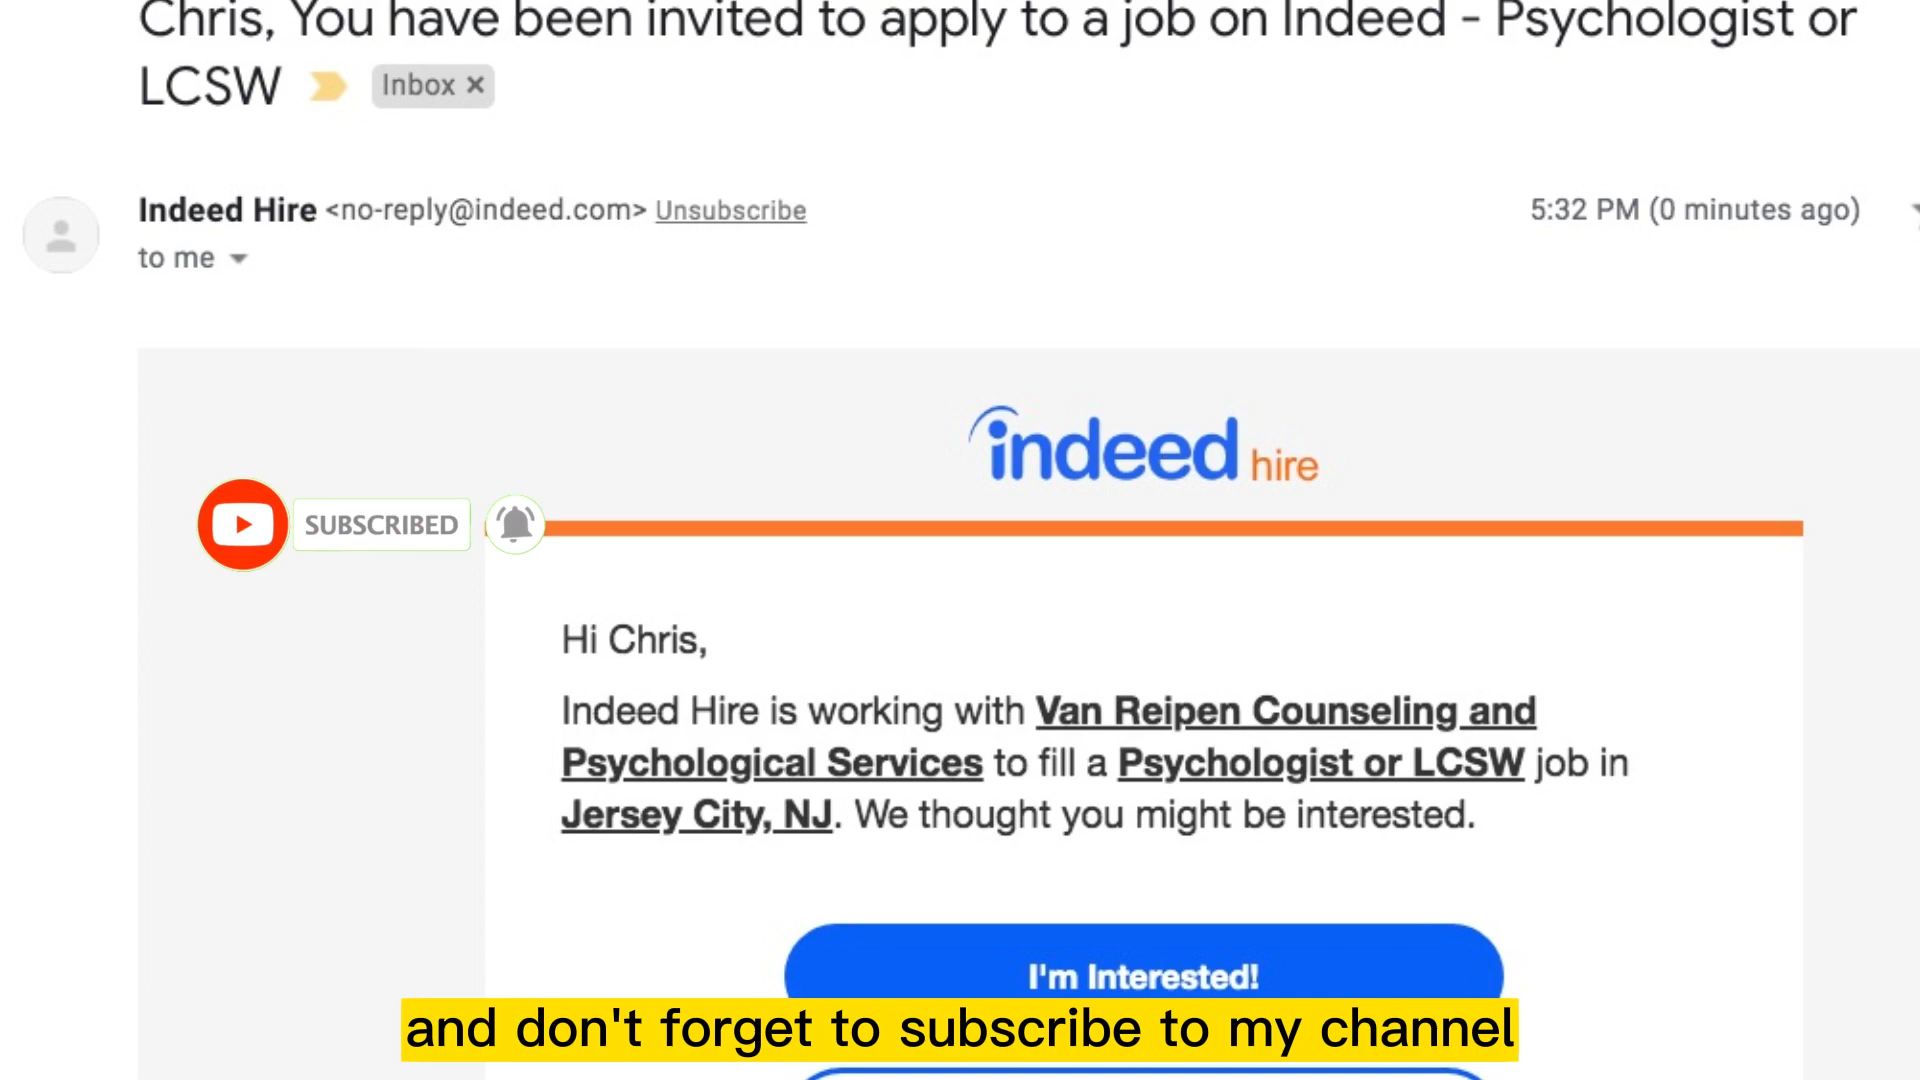 Chris, You have been invited to apply to a job on Indeed - Psychologist or
LCSW Inbox ×
Indeed Hire <no-reply@indeed.com> Unsubscribe 5:32 PM (0 minutes ago)
to me
indeed hire
SUBSCRIBED
Hi Chris,
Indeed Hire is working with Van Reipen Counseling and
Psychological Services to fill a Psychologist or LCSW job in
Jersey City, NJ. We thought you might be interested.
I'm Interested!
and don't forget to subscribe to my channel